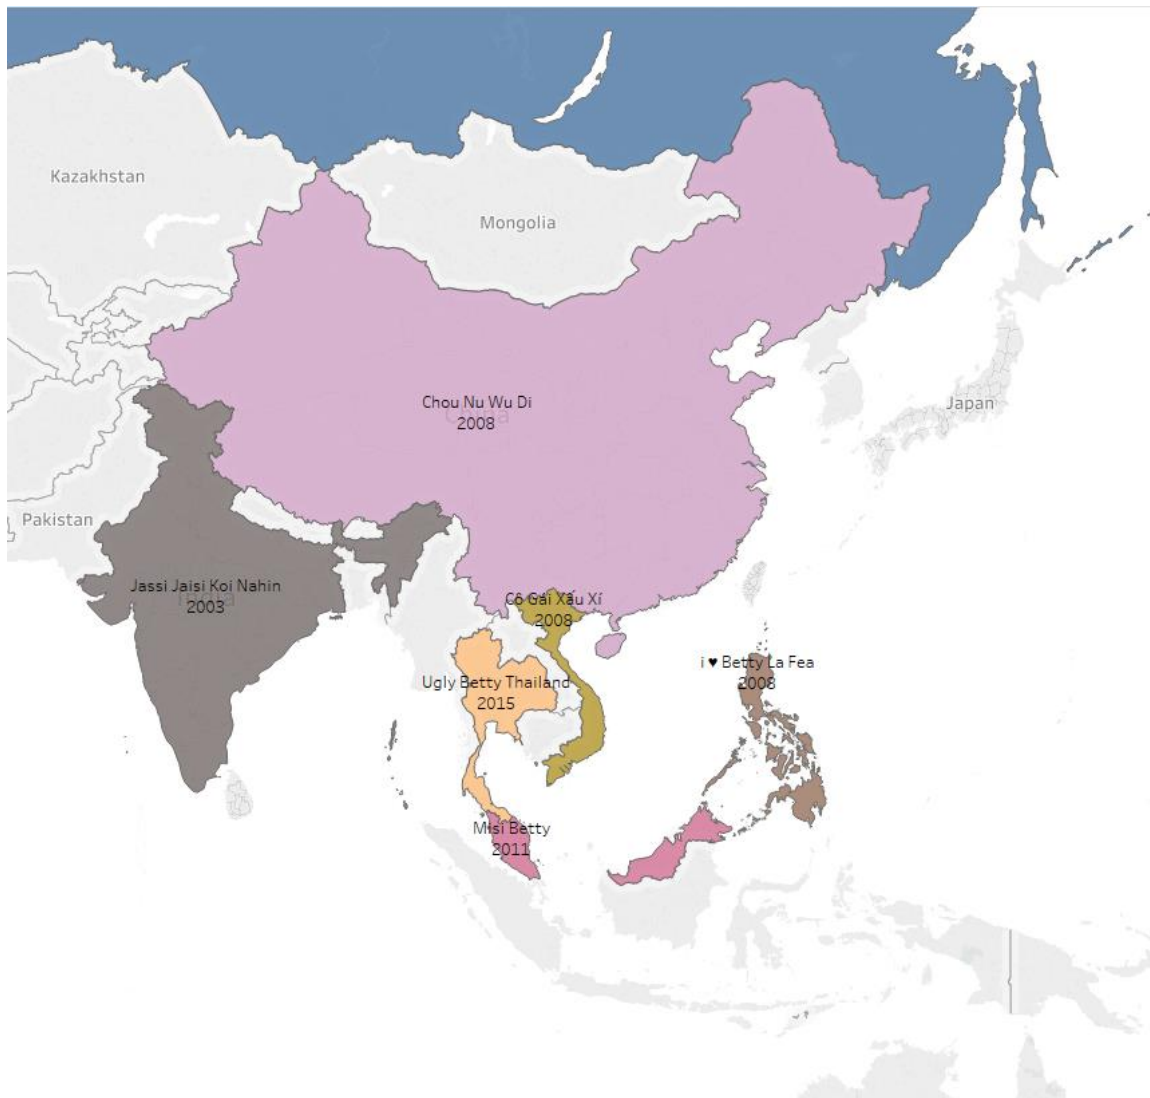 Kazakhstan
Mongolia
Chou Nu Wu Di
2008
Japan
Pakistan
Jassi Jaisi Koi Nahin
2003
Cô Gái Xấu Xí
2008
i ♥ Betty La Fea
2008
Ugly Betty Thailand
2015
Misi Betty
2011